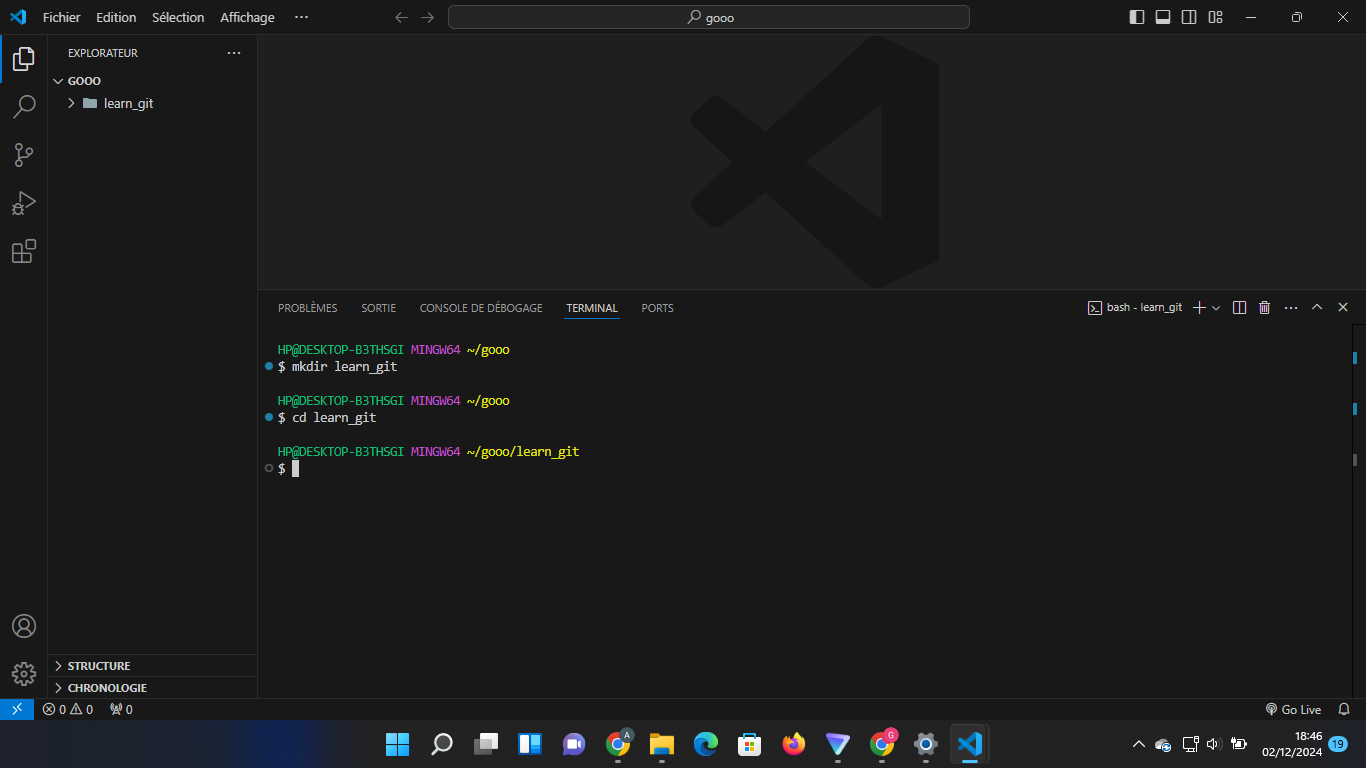 Fichier Edition Sélection Affichage ··· gooo
EXPLORATEUR ···
GOOO
learn_git
PROBLÈMES SORTIE CONSOLE DE DÉBOGAGE TERMINAL PORTS bash - learn_git
HP@DESKTOP-B3THSGI MINGW64 ~/gooo
$ mkdir learn_git
HP@DESKTOP-B3THSGI MINGW64 ~/gooo
$ cd learn_git
HP@DESKTOP-B3THSGI MINGW64 ~/gooo/learn_git
$
STRUCTURE
CHRONOLOGIE
0 0 0 Go Live
A G 18:46
02/12/2024 19